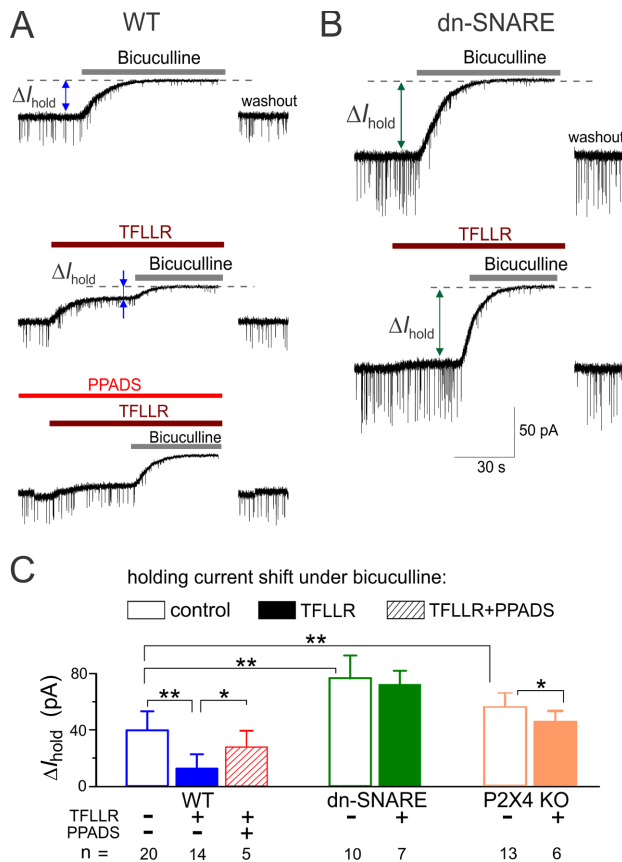 A WT
Bicuculline
ΔIhold
washout
TFLLR
Bicuculline
ΔIhold
PPADS
TFLLR
Bicuculline
B dn-SNARE
Bicuculline
ΔIhold
washout
TFLLR
Bicuculline
ΔIhold
50 pA
30 s
C
holding current shift under bicuculline:
control TFLLR TFLLR+PPADS
**
**
** * *
80
40
0
ΔIhold (pA)
WT dn-SNARE P2X4 KO
TFLLR - + + - + - +
PPADS - - +
n = 20 14 5 10 7 13 6